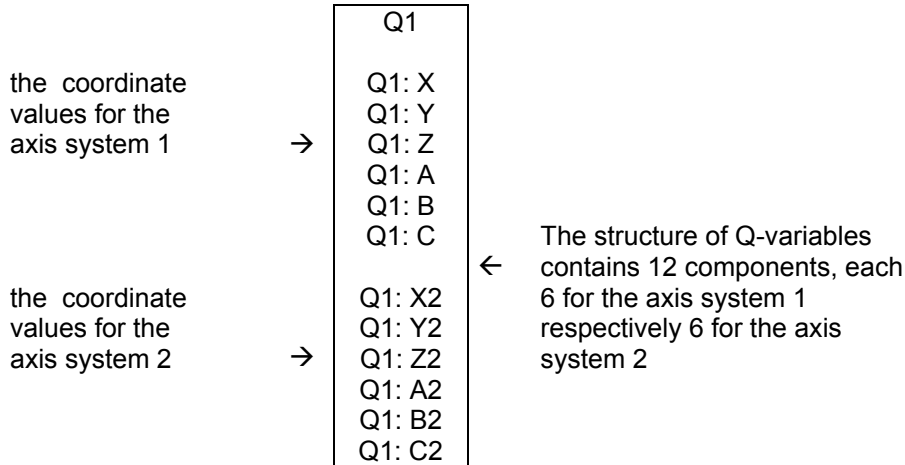 Q1
the coordinate
values for the
axis system 1 →
Q1: X
Q1: Y
Q1: Z
Q1: A
Q1: B
Q1: C
← The structure of Q-variables
contains 12 components, each
6 for the axis system 1
respectively 6 for the axis
system 2
the coordinate
values for the
axis system 2 →
Q1: X2
Q1: Y2
Q1: Z2
Q1: A2
Q1: B2
Q1: C2